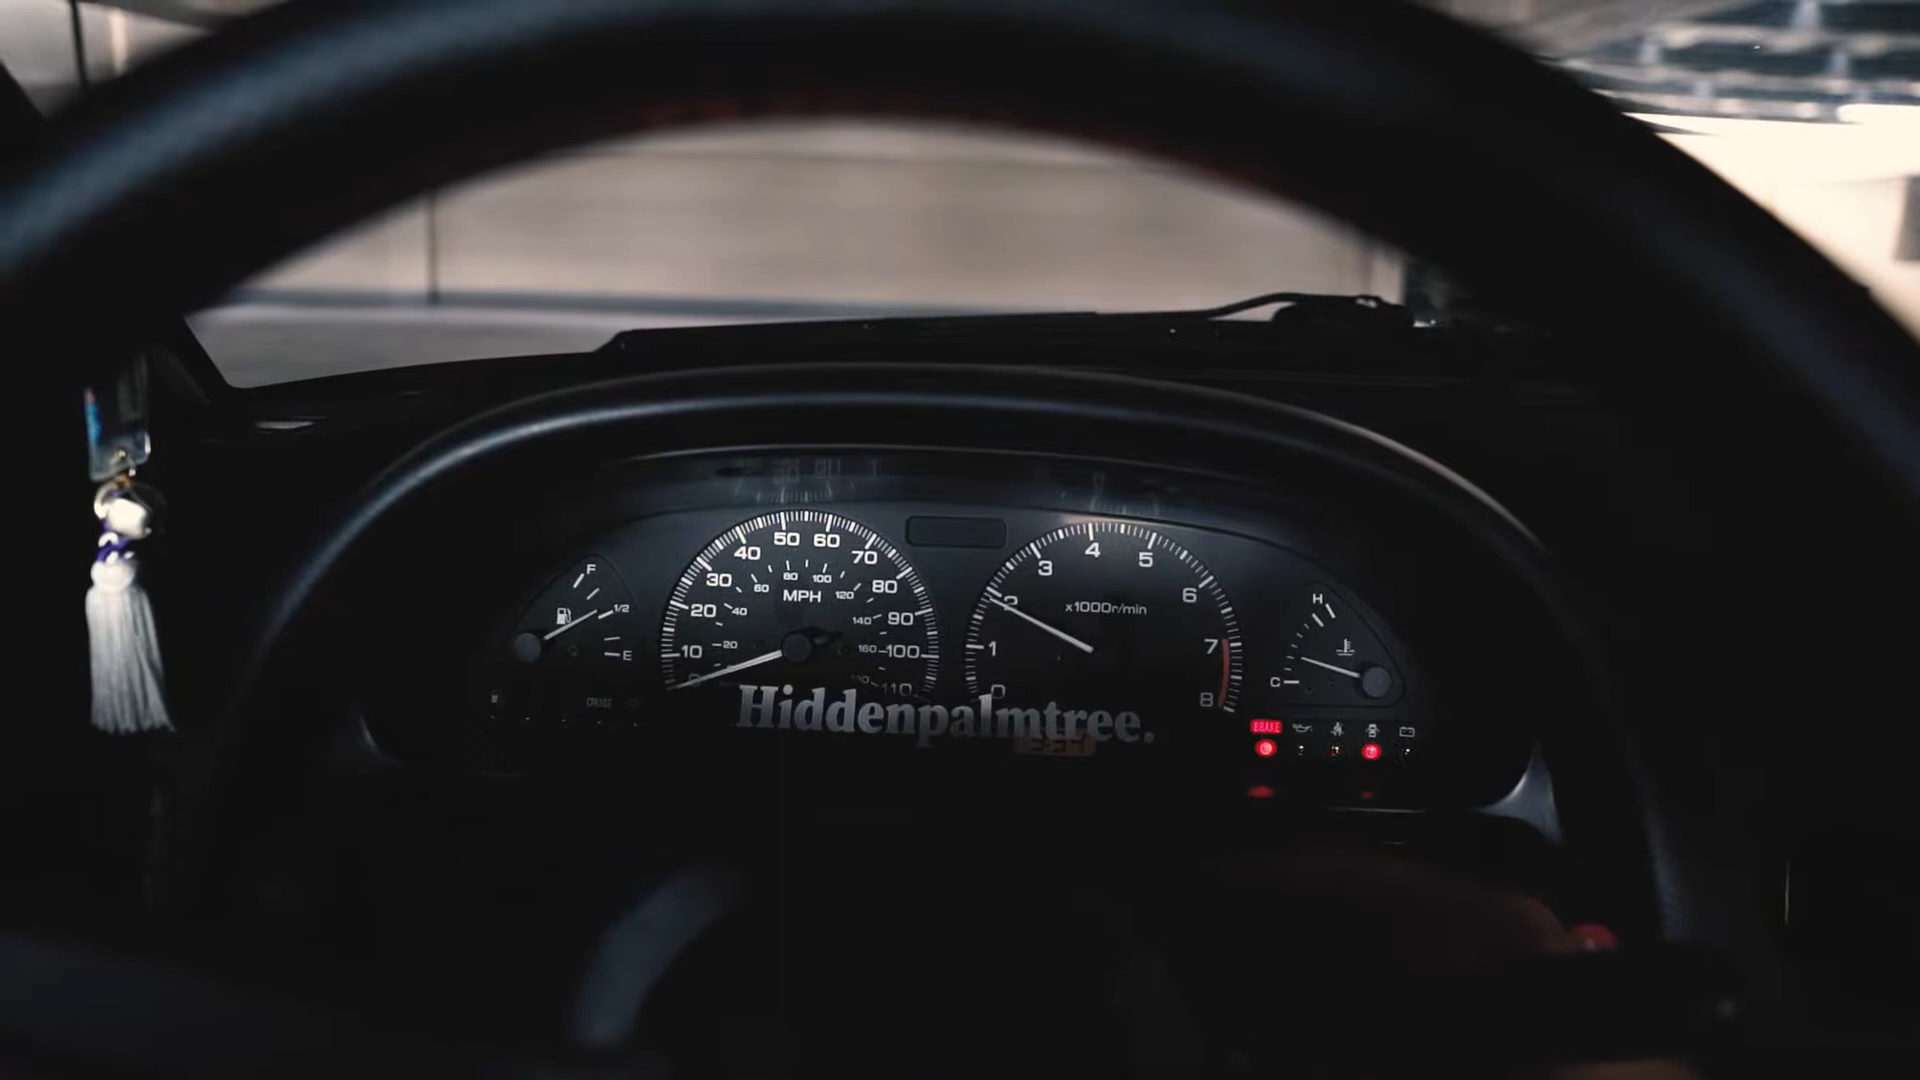 50 60
40 70
30 80 100 80
60 MPH 120
20 40 140 90
10 20 160 100
110
F
1/2
E
CRUISE
4
3 5
2 x1000r/min 6
1 7
0 8
H
C
BRAKE
Hiddenpalmtree.